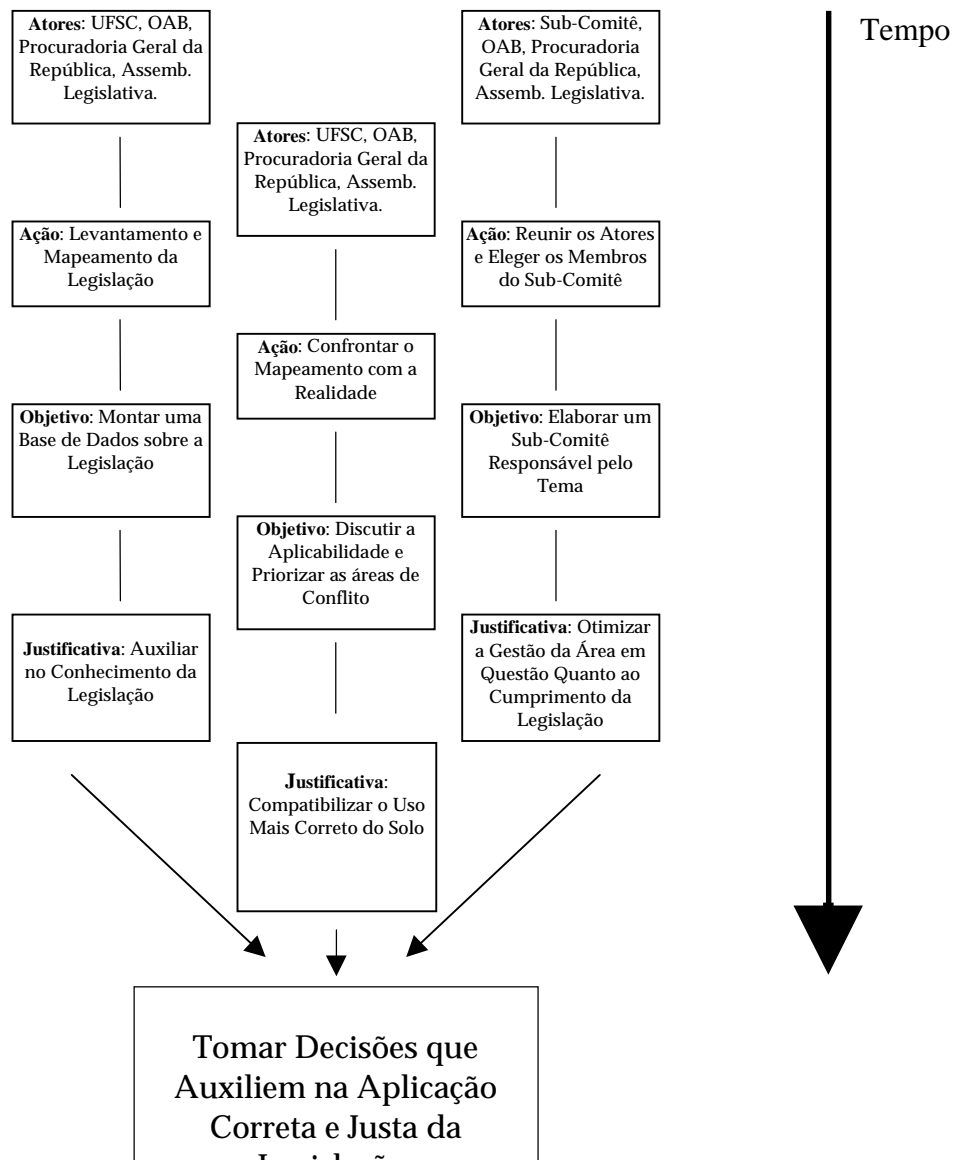 Atores: UFSC, OAB,
Procuradoria Geral da
República, Assemb.
Legislativa.
Ação: Levantamento e
Mapeamento da
Legislação
Objetivo: Montar uma
Base de Dados sobre a
Legislação
Justificativa: Auxiliar
no Conhecimento da
Legislação
Atores: UFSC, OAB,
Procuradoria Geral da
República, Assemb.
Legislativa.
Ação: Confrontar o
Mapeamento com a
Realidade
Objetivo: Discutir a
Aplicabilidade e
Priorizar as áreas de
Conflito
Justificativa:
Compatibilizar o Uso
Mais Correto do Solo
Atores: Sub-Comitê,
OAB, Procuradoria
Geral da República,
Assemb. Legislativa.
Ação: Reunir os Atores
e Eleger os Membros
do Sub-Comitê
Objetivo: Elaborar um
Sub-Comitê
Responsável pelo
Tema
Justificativa: Otimizar
a Gestão da Área em
Questão Quanto ao
Cumprimento da
Legislação
Tempo
Tomar Decisões que
Auxiliem na Aplicação
Correta e Justa da